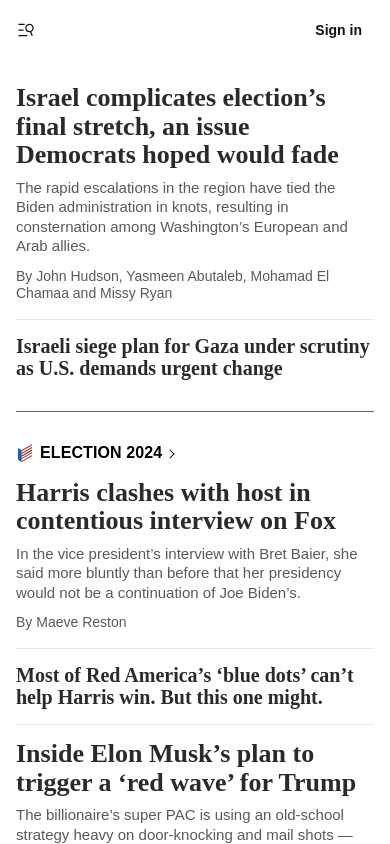 Sign in
Israel complicates election’s
final stretch, an issue
Democrats hoped would fade
The rapid escalations in the region have tied the
Biden administration in knots, resulting in
consternation among Washington’s European and
Arab allies.
By John Hudson, Yasmeen Abutaleb, Mohamad El
Chamaa and Missy Ryan
Israeli siege plan for Gaza under scrutiny
as U.S. demands urgent change
ELECTION 2024
Harris clashes with host in
contentious interview on Fox
In the vice president’s interview with Bret Baier, she
said more bluntly than before that her presidency
would not be a continuation of Joe Biden’s.
By Maeve Reston
Most of Red America’s ‘blue dots’ can’t
help Harris win. But this one might.
Inside Elon Musk’s plan to
trigger a ‘red wave’ for Trump
The billionaire’s super PAC is using an old-school
strategy heavy on door-knocking and mail shots —